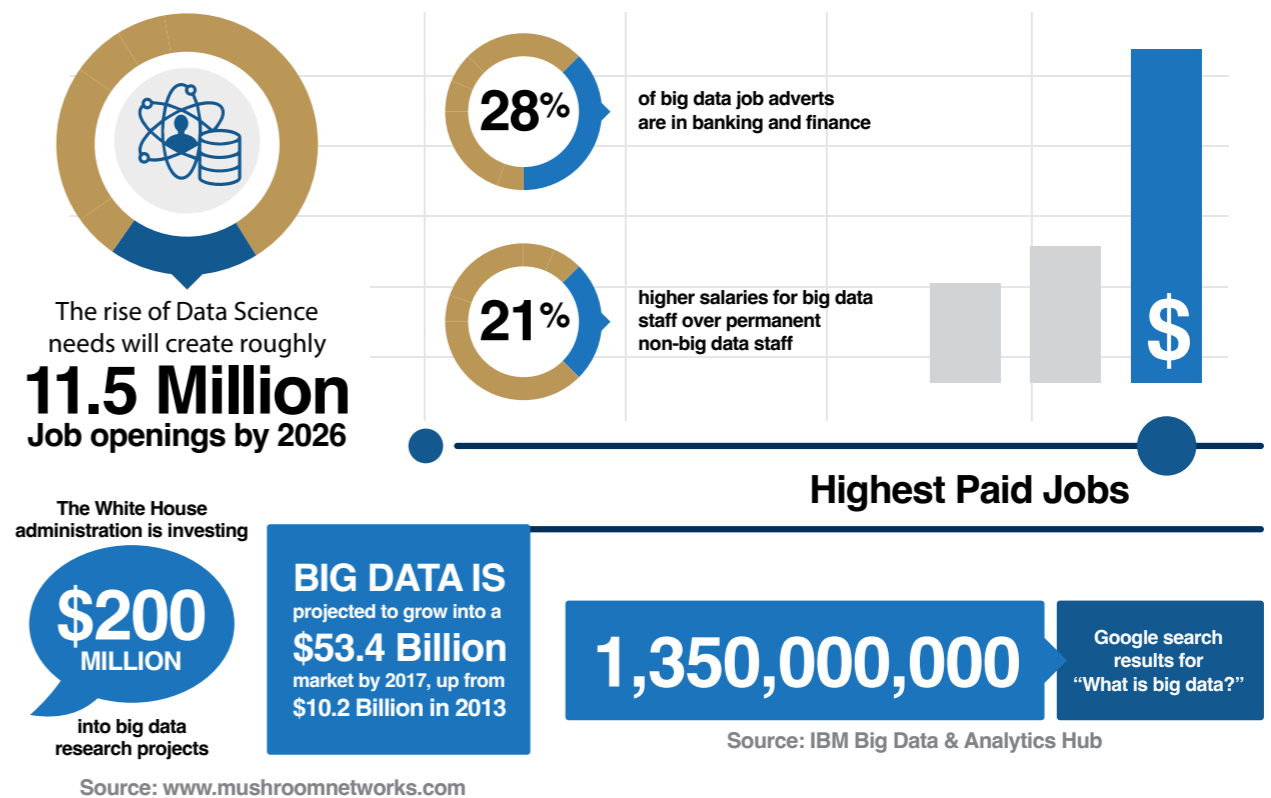 The rise of Data Science
needs will create roughly
11.5 Million
Job openings by 2026
28%
of big data job adverts
are in banking and finance
21%
higher salaries for big data
staff over permanent
non-big data staff
$
Highest Paid Jobs
The White House
administration is investing
$200
MILLION
into big data
research projects
BIG DATA IS
projected to grow into a
$53.4 Billion
market by 2017, up from
$10.2 Billion in 2013
1,350,000,000
Google search
results for
“What is big data?”
Source: IBM Big Data & Analytics Hub
Source: www.mushroomnetworks.com